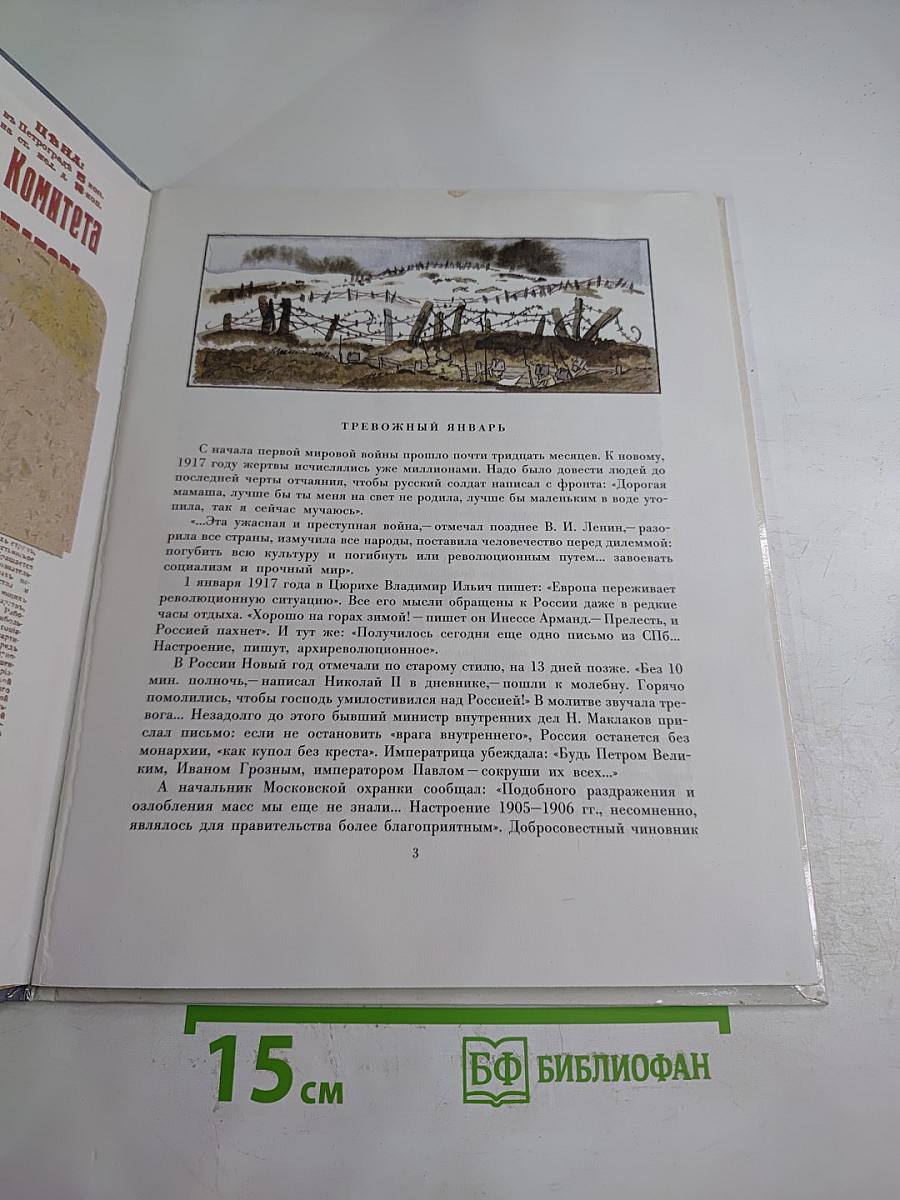 ЦѢНА:
въ Петроградѣ 5 коп.
на ст. жел. д. коп.
Комитета
ТРЕВОЖНЫЙ ЯНВАРЬ
С начала первой мировой войны прошло почти тридцать месяцев. К новому,
1917 году жертвы исчислялись уже миллионами. Надо было довести людей до
последней черты отчаяния, чтобы русский солдат написал с фронта: «Дорогая
мамаша, лучше бы ты меня на свет не родила, лучше бы маленьким в воде уто-
пила, так я сейчас мучаюсь».
«...Эта ужасная и преступная война,— отмечал позднее В. И. Ленин,— разо-
рила все страны, измучила все народы, поставила человечество перед дилеммой:
погубить всю культуру и погибнуть или революционным путем... завоевать
социализм и прочный мир».
1 января 1917 года в Цюрихе Владимир Ильич пишет: «Европа переживает
революционную ситуацию». Все его мысли обращены к России даже в редкие
часы отдыха. «Хорошо на горах зимой! — пишет он Инессе Арманд.— Прелесть, и
Россией пахнет». И тут же: «Получилось сегодня еще одно письмо из СПб...
Настроение, пишут, архиреволюционное».
В России Новый год отмечали по старому стилю, на 13 дней позже. «Без 10
мин. полночь,— написал Николай II в дневнике,— пошли к молебну. Горячо
помолились, чтобы господь умилостивился над Россией!» В молитве звучала тре-
вога... Незадолго до этого бывший министр внутренних дел Н. Маклаков при-
слал письмо: если не остановить «врага внутреннего», Россия останется без
монархии, «как купол без креста». Императрица убеждала: «Будь Петром Вели-
ким, Иваном Грозным, императором Павлом — сокруши их всех...»
А начальник Московской охранки сообщал: «Подобного раздражения и
озлобления масс мы еще не знали... Настроение 1905—1906 гг., несомненно,
являлось для правительства более благоприятным». Добросовестный чиновник
3
15 см
БФ БИБЛИОФАН